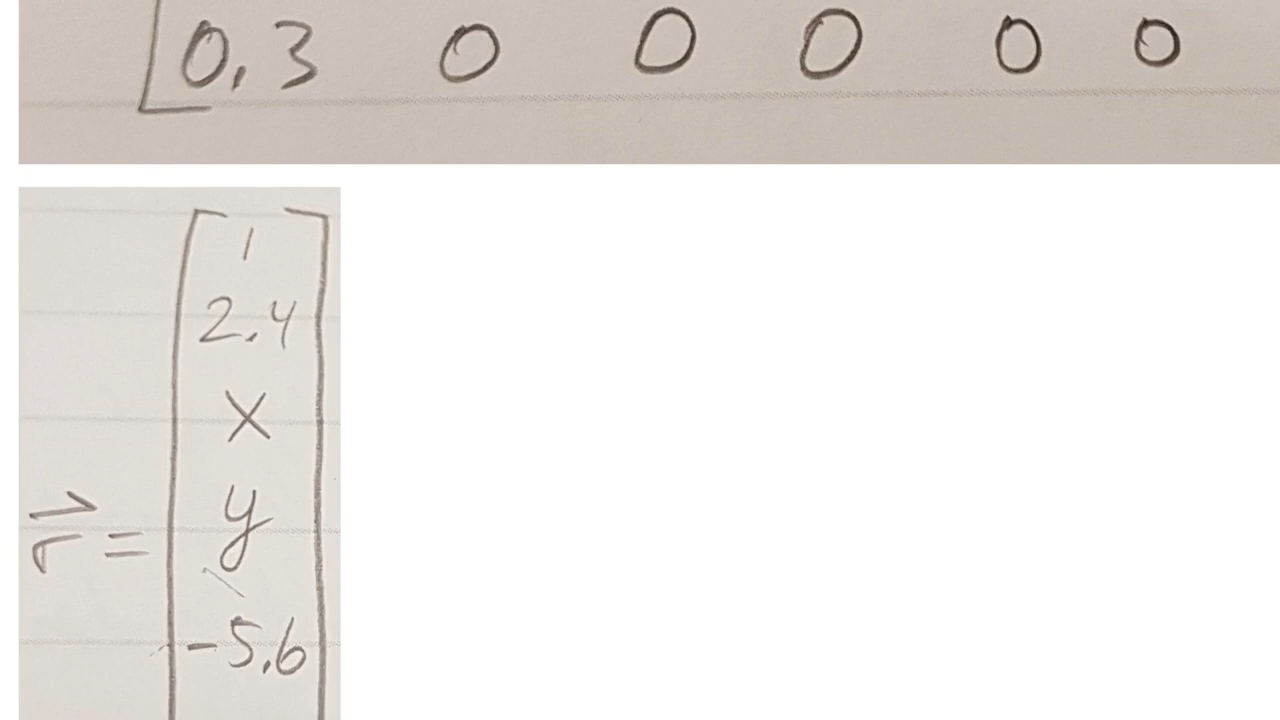 [0,3 0 0 0 0 0
1
2.4
x
y
r⃗ =
-5,6